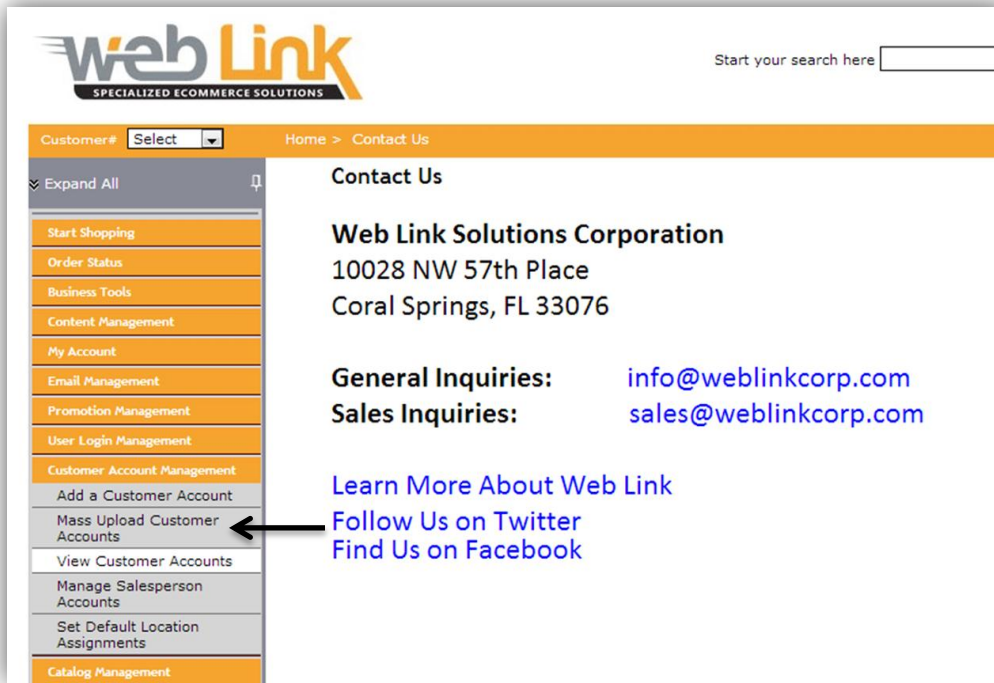 Web Link
SPECIALIZED ECOMMERCE SOLUTIONS
Start your search here
Customer# Select
Home > Contact Us
Expand All
Start Shopping
Order Status
Business Tools
Content Management
My Account
Email Management
Promotion Management
User Login Management
Customer Account Management
Add a Customer Account
Mass Upload Customer
Accounts
View Customer Accounts
Manage Salesperson
Accounts
Set Default Location
Assignments
Catalog Management
Contact Us
Web Link Solutions Corporation
10028 NW 57th Place
Coral Springs, FL 33076
General Inquiries: info@weblinkcorp.com
Sales Inquiries: sales@weblinkcorp.com
Learn More About Web Link
Follow Us on Twitter
Find Us on Facebook